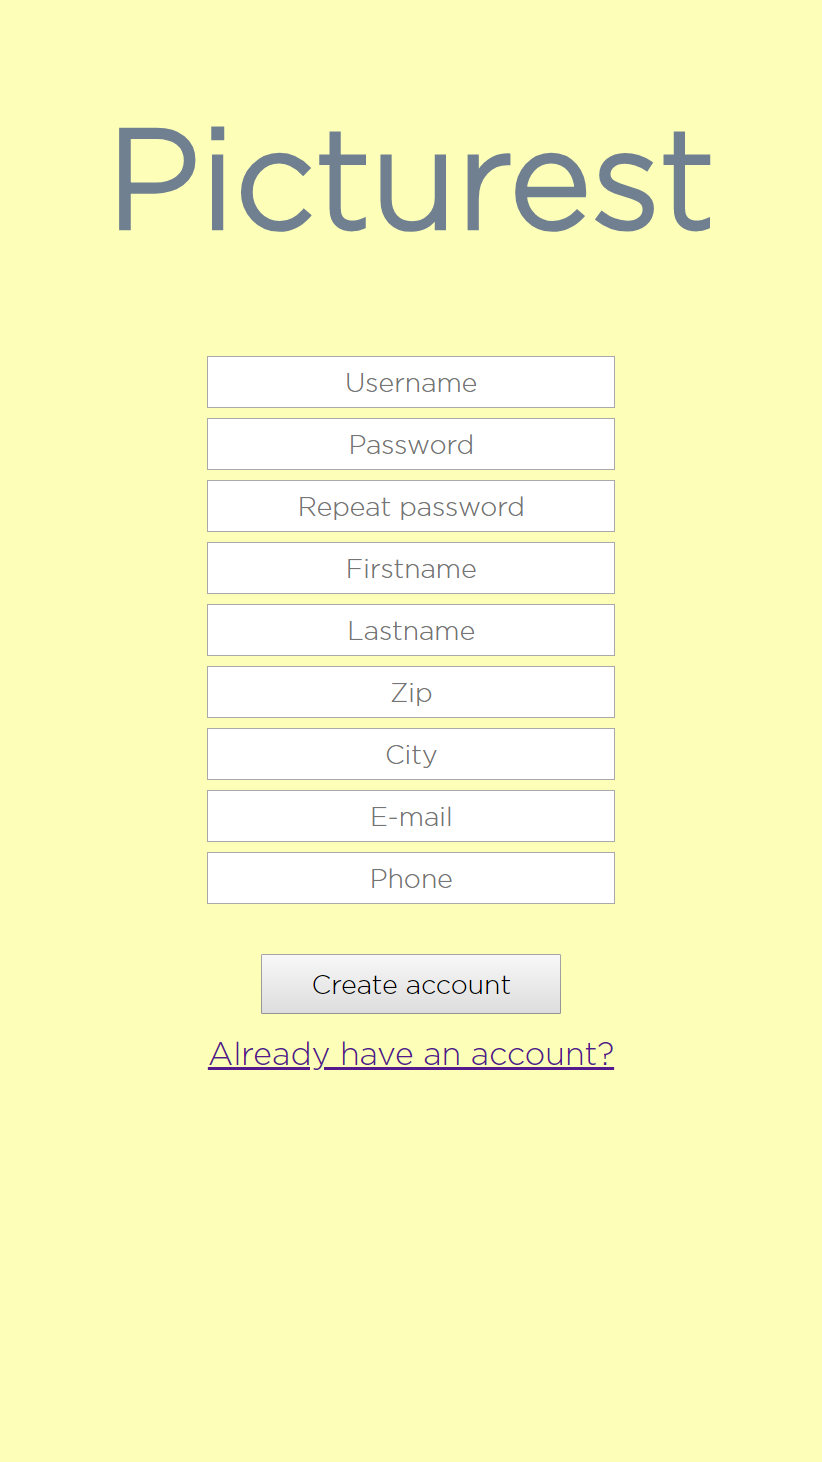 Picturest
Username
Password
Repeat password
Firstname
Lastname
Zip
City
E-mail
Phone
Create account
Already have an account?